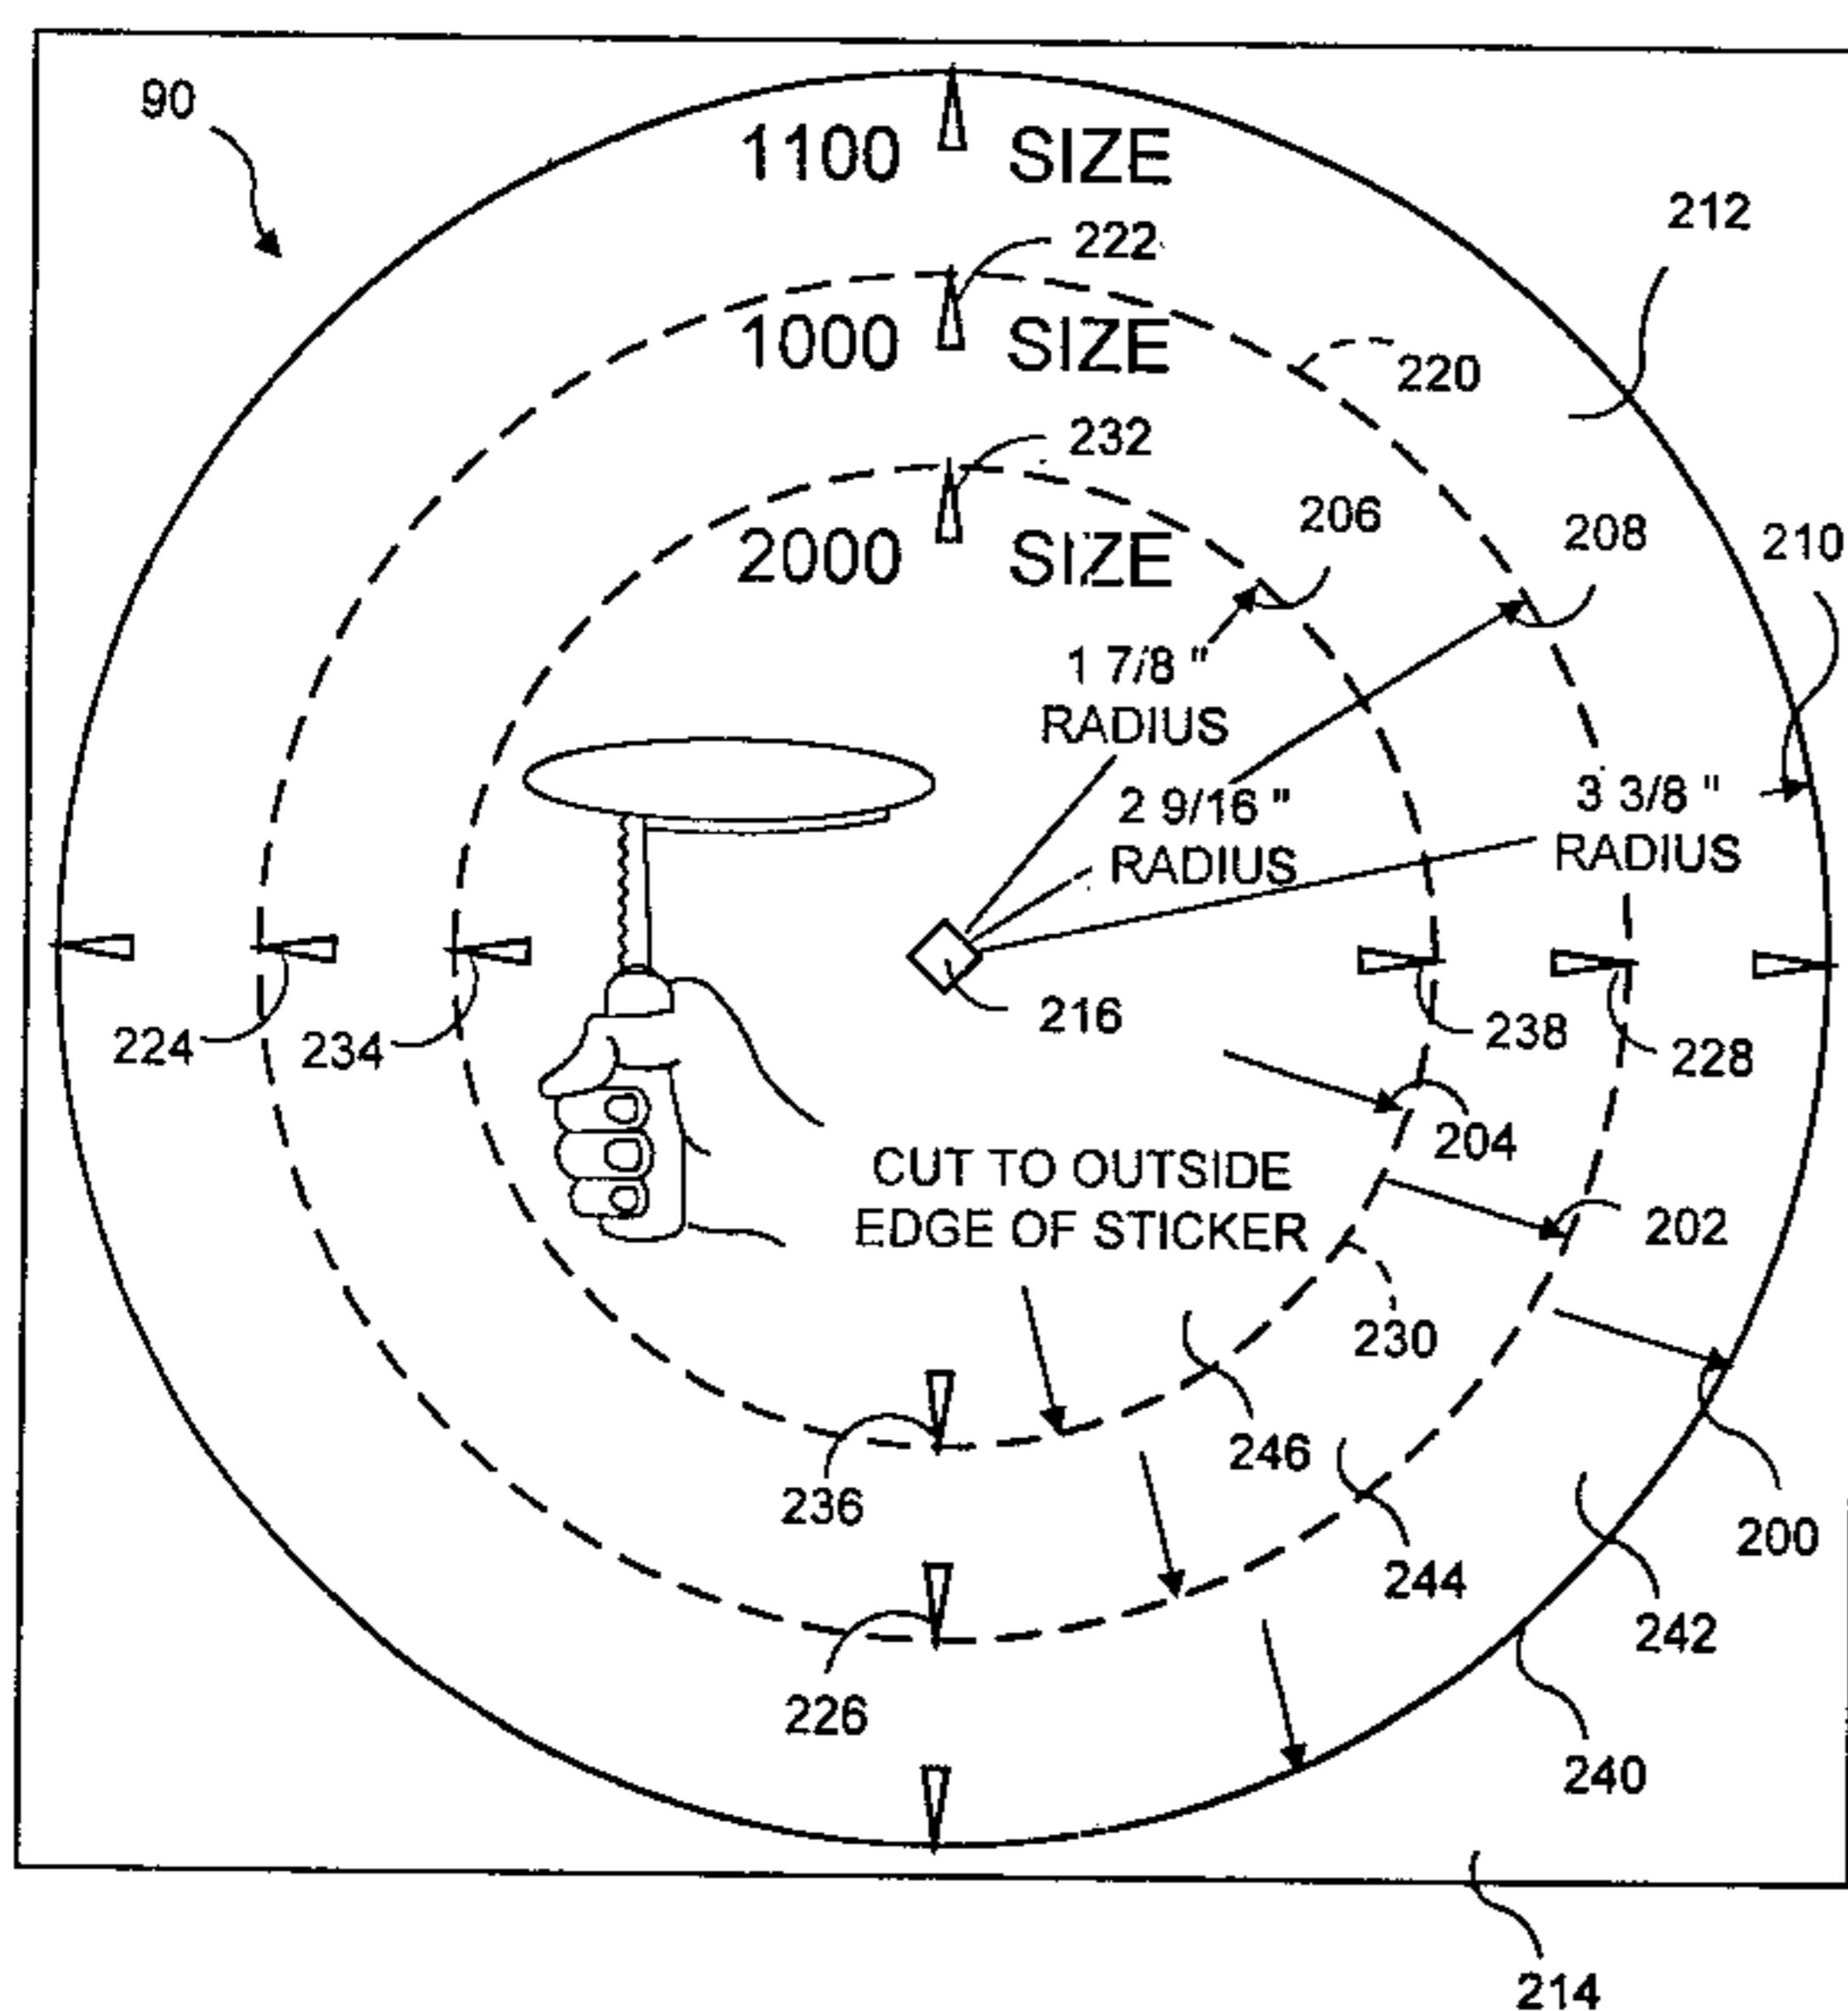 90
1100 SIZE
212
222
1000 SIZE
220
232
206
208
210
2000 SIZE
1 7/8 "
RADIUS
2 9/16 "
RADIUS
3 3/8 "
RADIUS
216
224
234
238
228
204
CUT TO OUTSIDE
EDGE OF STICKER
202
230
246
236
200
244
242
226
240
214